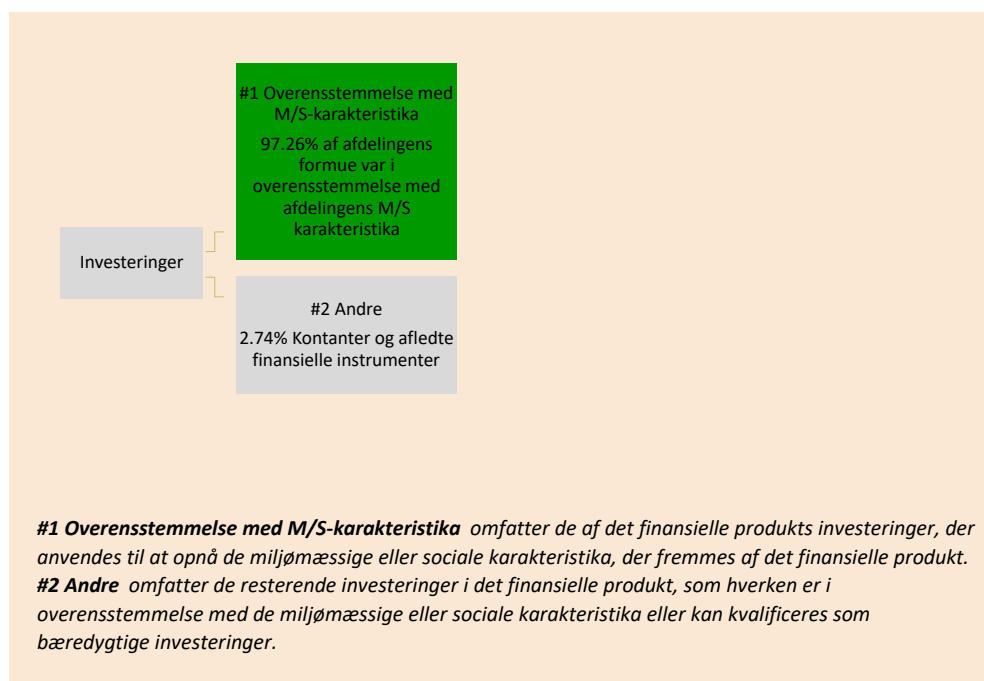 #1 Overensstemmelse med
M/S-karakteristika
97.26% af afdelingens
formue var i
overensstemmelse med
afdelingens M/S
karakteristika
Investeringer
#2 Andre
2.74% Kontanter og afledte
finansielle instrumenter
#1 Overensstemmelse med M/S-karakteristika omfatter de af det finansielle produkts investeringer, der
anvendes til at opnå de miljømæssige eller sociale karakteristika, der fremmes af det finansielle produkt.
#2 Andre omfatter de resterende investeringer i det finansielle produkt, som hverken er i
overensstemmelse med de miljømæssige eller sociale karakteristika eller kan kvalificeres som
bæredygtige investeringer.